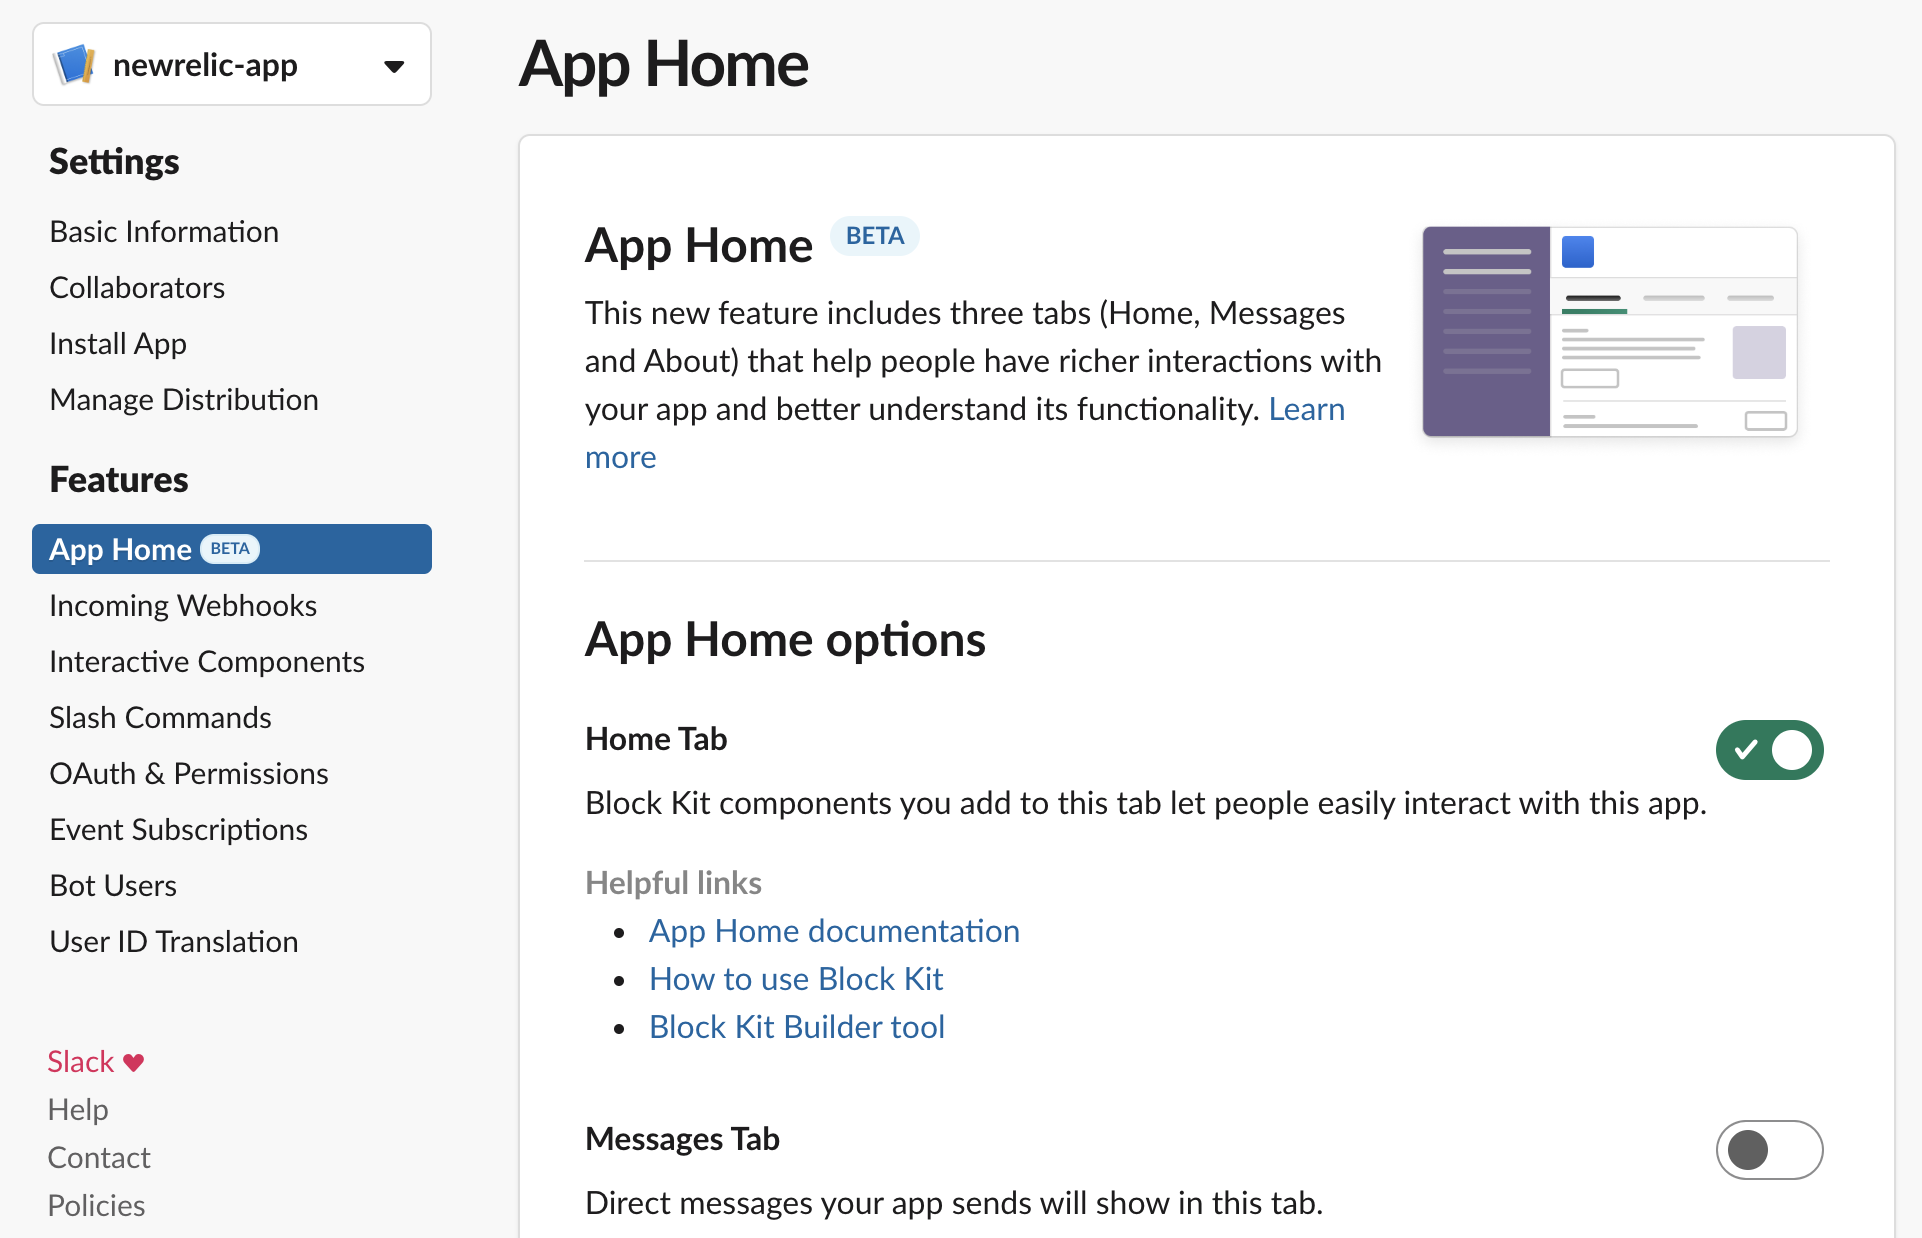 newrelic-app
Settings
Basic Information
Collaborators
Install App
Manage Distribution
Features
App Home BETA
Incoming Webhooks
Interactive Components
Slash Commands
OAuth & Permissions
Event Subscriptions
Bot Users
User ID Translation
Slack ♥
Help
Contact
Policies
App Home
App Home BETA
This new feature includes three tabs (Home, Messages
and About) that help people have richer interactions with
your app and better understand its functionality. Learn
more
App Home options
Home Tab
Block Kit components you add to this tab let people easily interact with this app.
Helpful links
• App Home documentation
• How to use Block Kit
• Block Kit Builder tool
Messages Tab
Direct messages your app sends will show in this tab.